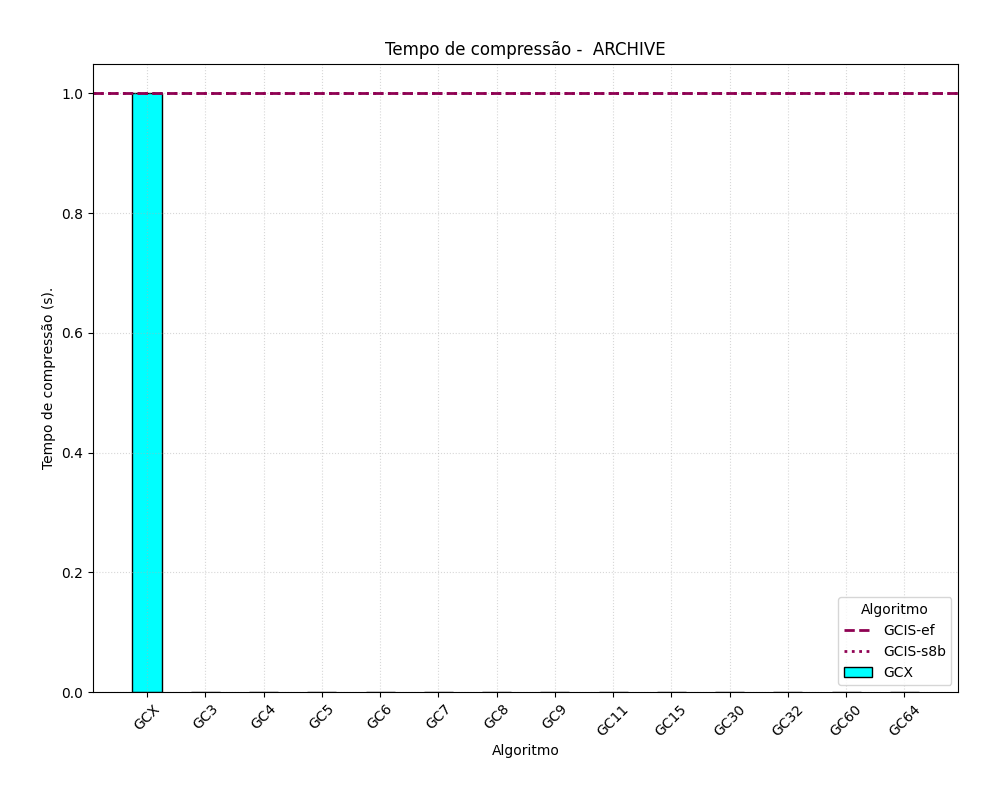 Tempo de compressão -  ARCHIVE
Tempo de compressão (s).
1.0
0.8
0.6
0.4
0.2
0.0
GCX
GC3
GC4
GC5
GC6
GC7
GC8
GC9
GC11
GC15
GC30
GC32
GC60
GC64
Algoritmo
Algoritmo
GCIS-ef
GCIS-s8b
GCX